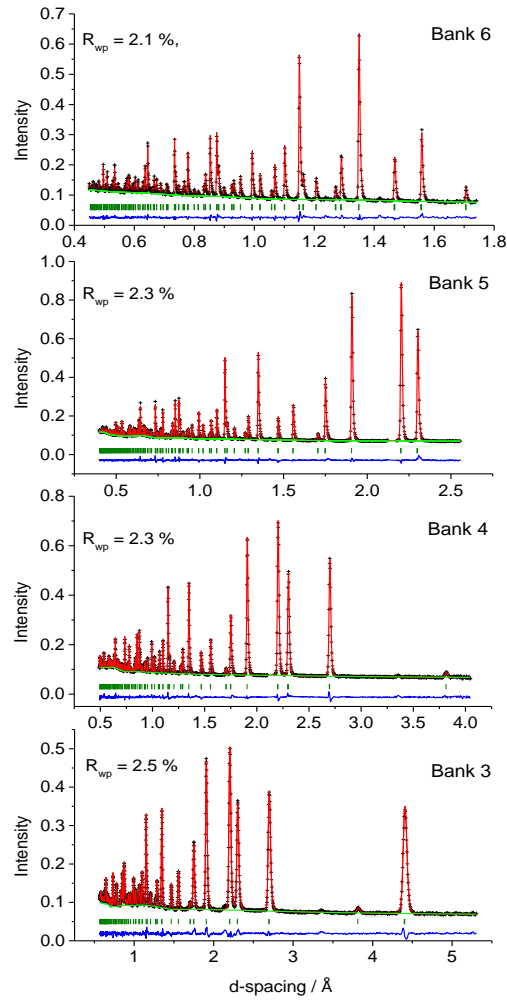 Bank 6
R_wp = 2.1 %,
Intensity
0.7
0.6
0.5
0.4
0.3
0.2
0.1
0.0
0.4 0.6 0.8 1.0 1.2 1.4 1.6 1.8
Bank 5
R_wp = 2.3 %
Intensity
1.0
0.8
0.6
0.4
0.2
0.0
0.5 1.0 1.5 2.0 2.5
Bank 4
R_wp = 2.3 %
Intensity
0.8
0.6
0.4
0.2
0.0
0.5 1.0 1.5 2.0 2.5 3.0 3.5 4.0
Bank 3
R_wp = 2.5 %
Intensity
0.5
0.4
0.3
0.2
0.1
0.0
1 2 3 4 5
d-spacing / Å